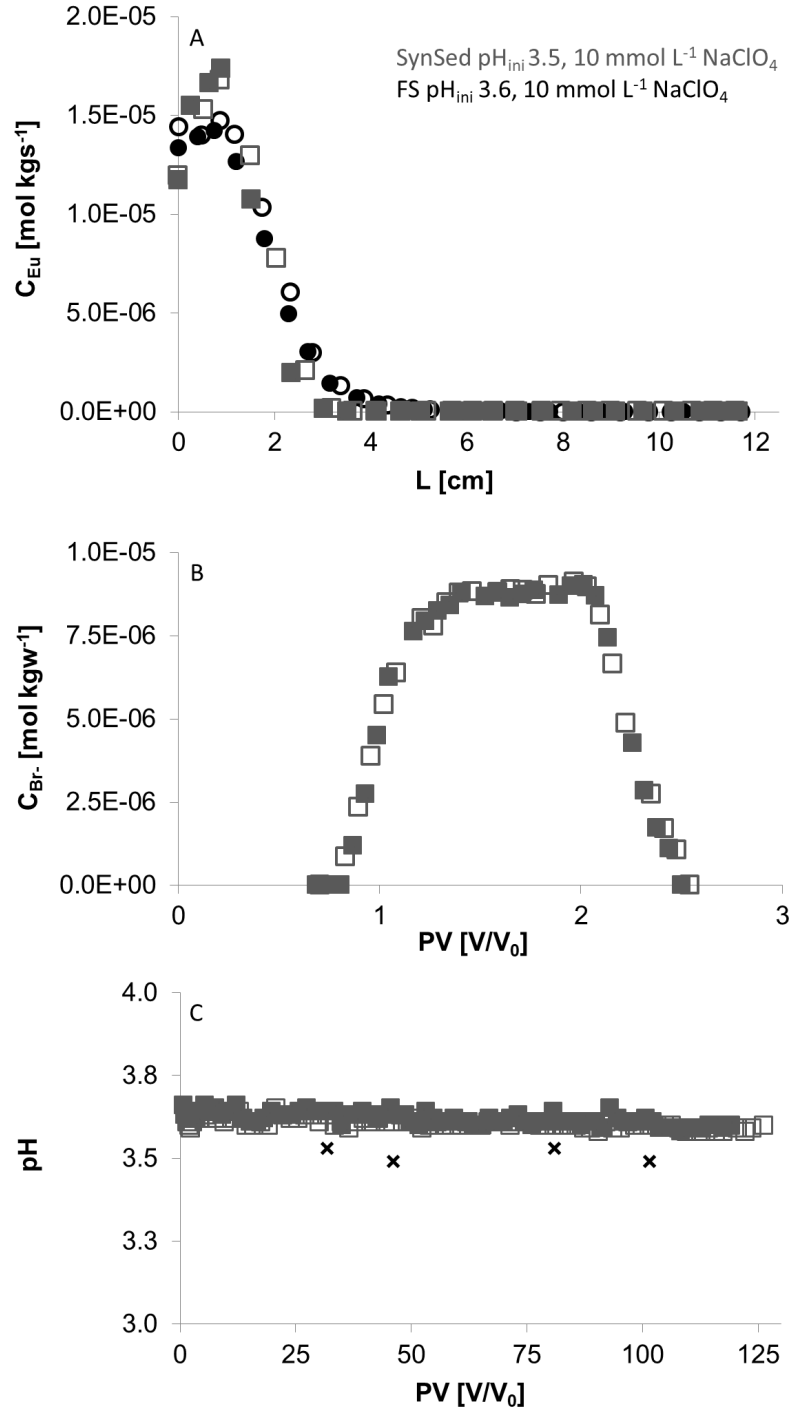 A
SynSed pHini 3.5, 10 mmol L-1 NaClO4
FS pHini 3.6, 10 mmol L-1 NaClO4
2.0E-05
1.5E-05
1.0E-05
5.0E-06
0.0E+00
CEu [mol kgs-1]
0 2 4 6 8 10 12
L [cm]
B
1.0E-05
7.5E-06
5.0E-06
2.5E-06
0.0E+00
CBr- [mol kgw-1]
0 1 2 3
PV [V/V0]
C
4.0
3.8
3.5
3.3
3.0
pH
0 25 50 75 100 125
PV [V/V0]